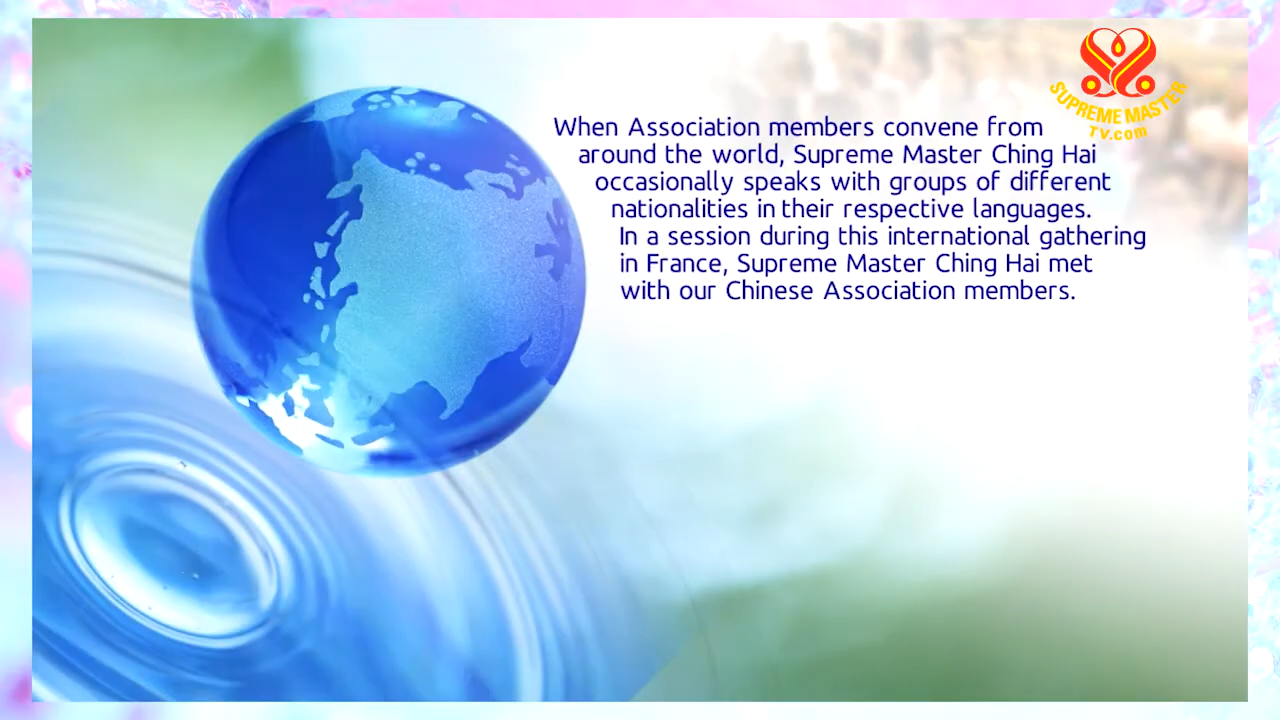 SUPREME MASTER
TV.com
When Association members convene from
around the world, Supreme Master Ching Hai
occasionally speaks with groups of different
nationalities in their respective languages.
In a session during this international gathering
in France, Supreme Master Ching Hai met
with our Chinese Association members.